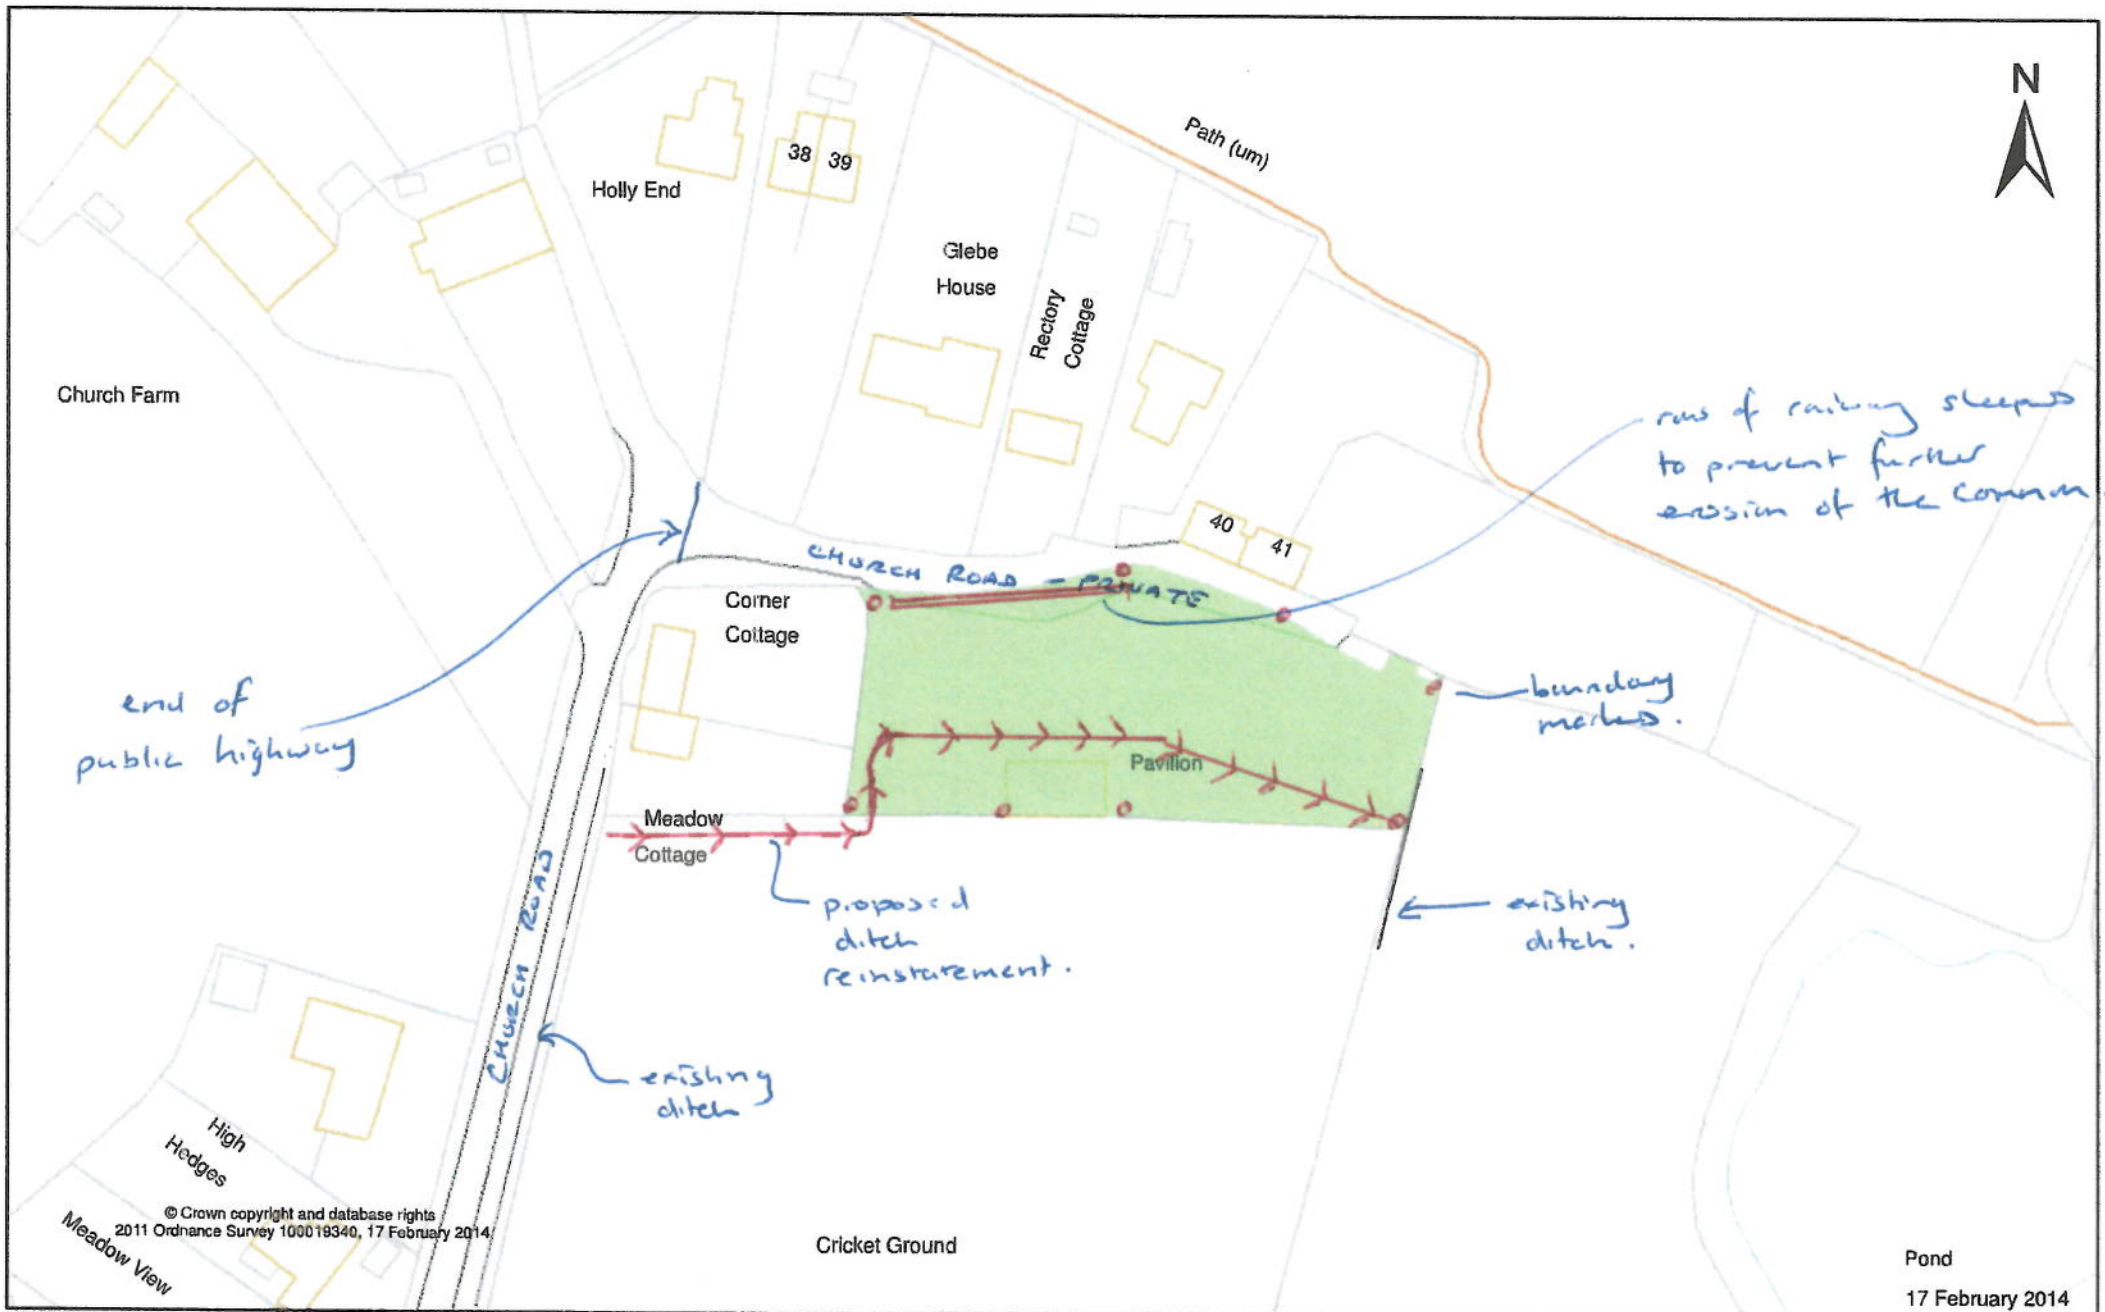 N
Path (um)
38 39
Holly End
Glebe
House
Rectory
Cottage
Church Farm
row of railway sleepers
to prevent further
erosion of the common.
40
41
CHURCH ROAD - PRIVATE
Corner
Cottage
end of
public highway
boundary
markers.
Pavilion
Meadow
Cottage
CHURCH ROAD
proposed
ditch
reinstatement.
existing
ditch.
existing
ditch
High
Hedges
© Crown copyright and database rights
2011 Ordnance Survey 100019340, 17 February 2014
Meadow View
Cricket Ground
Pond
17 February 2014